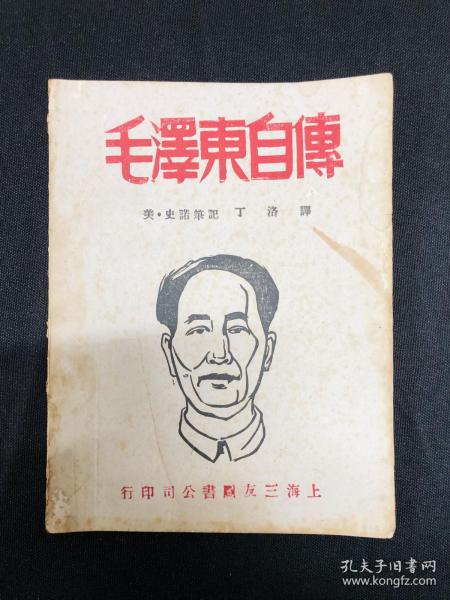 毛澤東自傳
美·史諾筆記 丁洛譯
上海三友圖書公司印行
孔夫子旧书网
www.kongfz.com